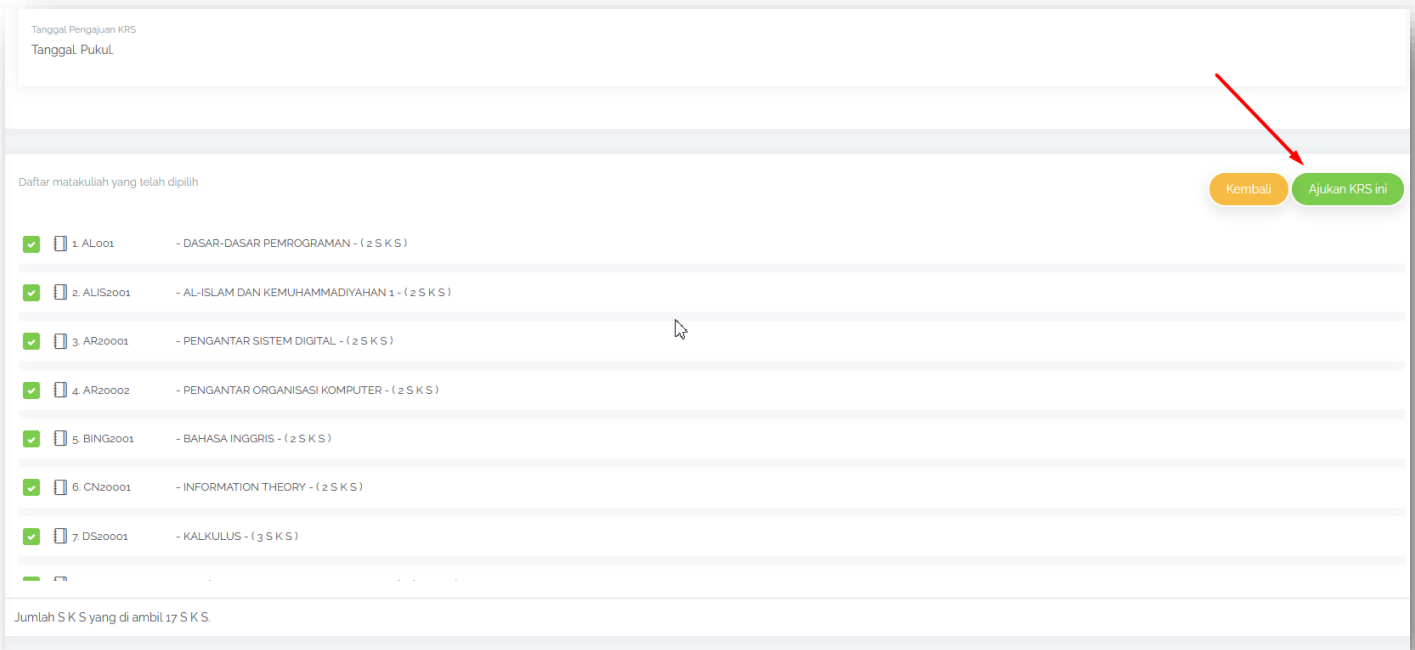 Tanggal Pengajuan KRS
Tanggal. Pukul.
Daftar matakuliah yang telah dipilih
Kembali
Ajukan KRS ini
1. AL001 - DASAR-DASAR PEMROGRAMAN - ( 2 S K S )
2. ALIS2001 - AL-ISLAM DAN KEMUHAMMADIYAHAN 1 - ( 2 S K S )
3. AR20001 - PENGANTAR SISTEM DIGITAL - ( 2 S K S )
4. AR20002 - PENGANTAR ORGANISASI KOMPUTER - ( 2 S K S )
5. BING2001 - BAHASA INGGRIS - ( 2 S K S )
6. CN20001 - INFORMATION THEORY - ( 2 S K S )
7. DS20001 - KALKULUS - ( 3 S K S )
Jumlah S K S yang di ambil 17 S K S.